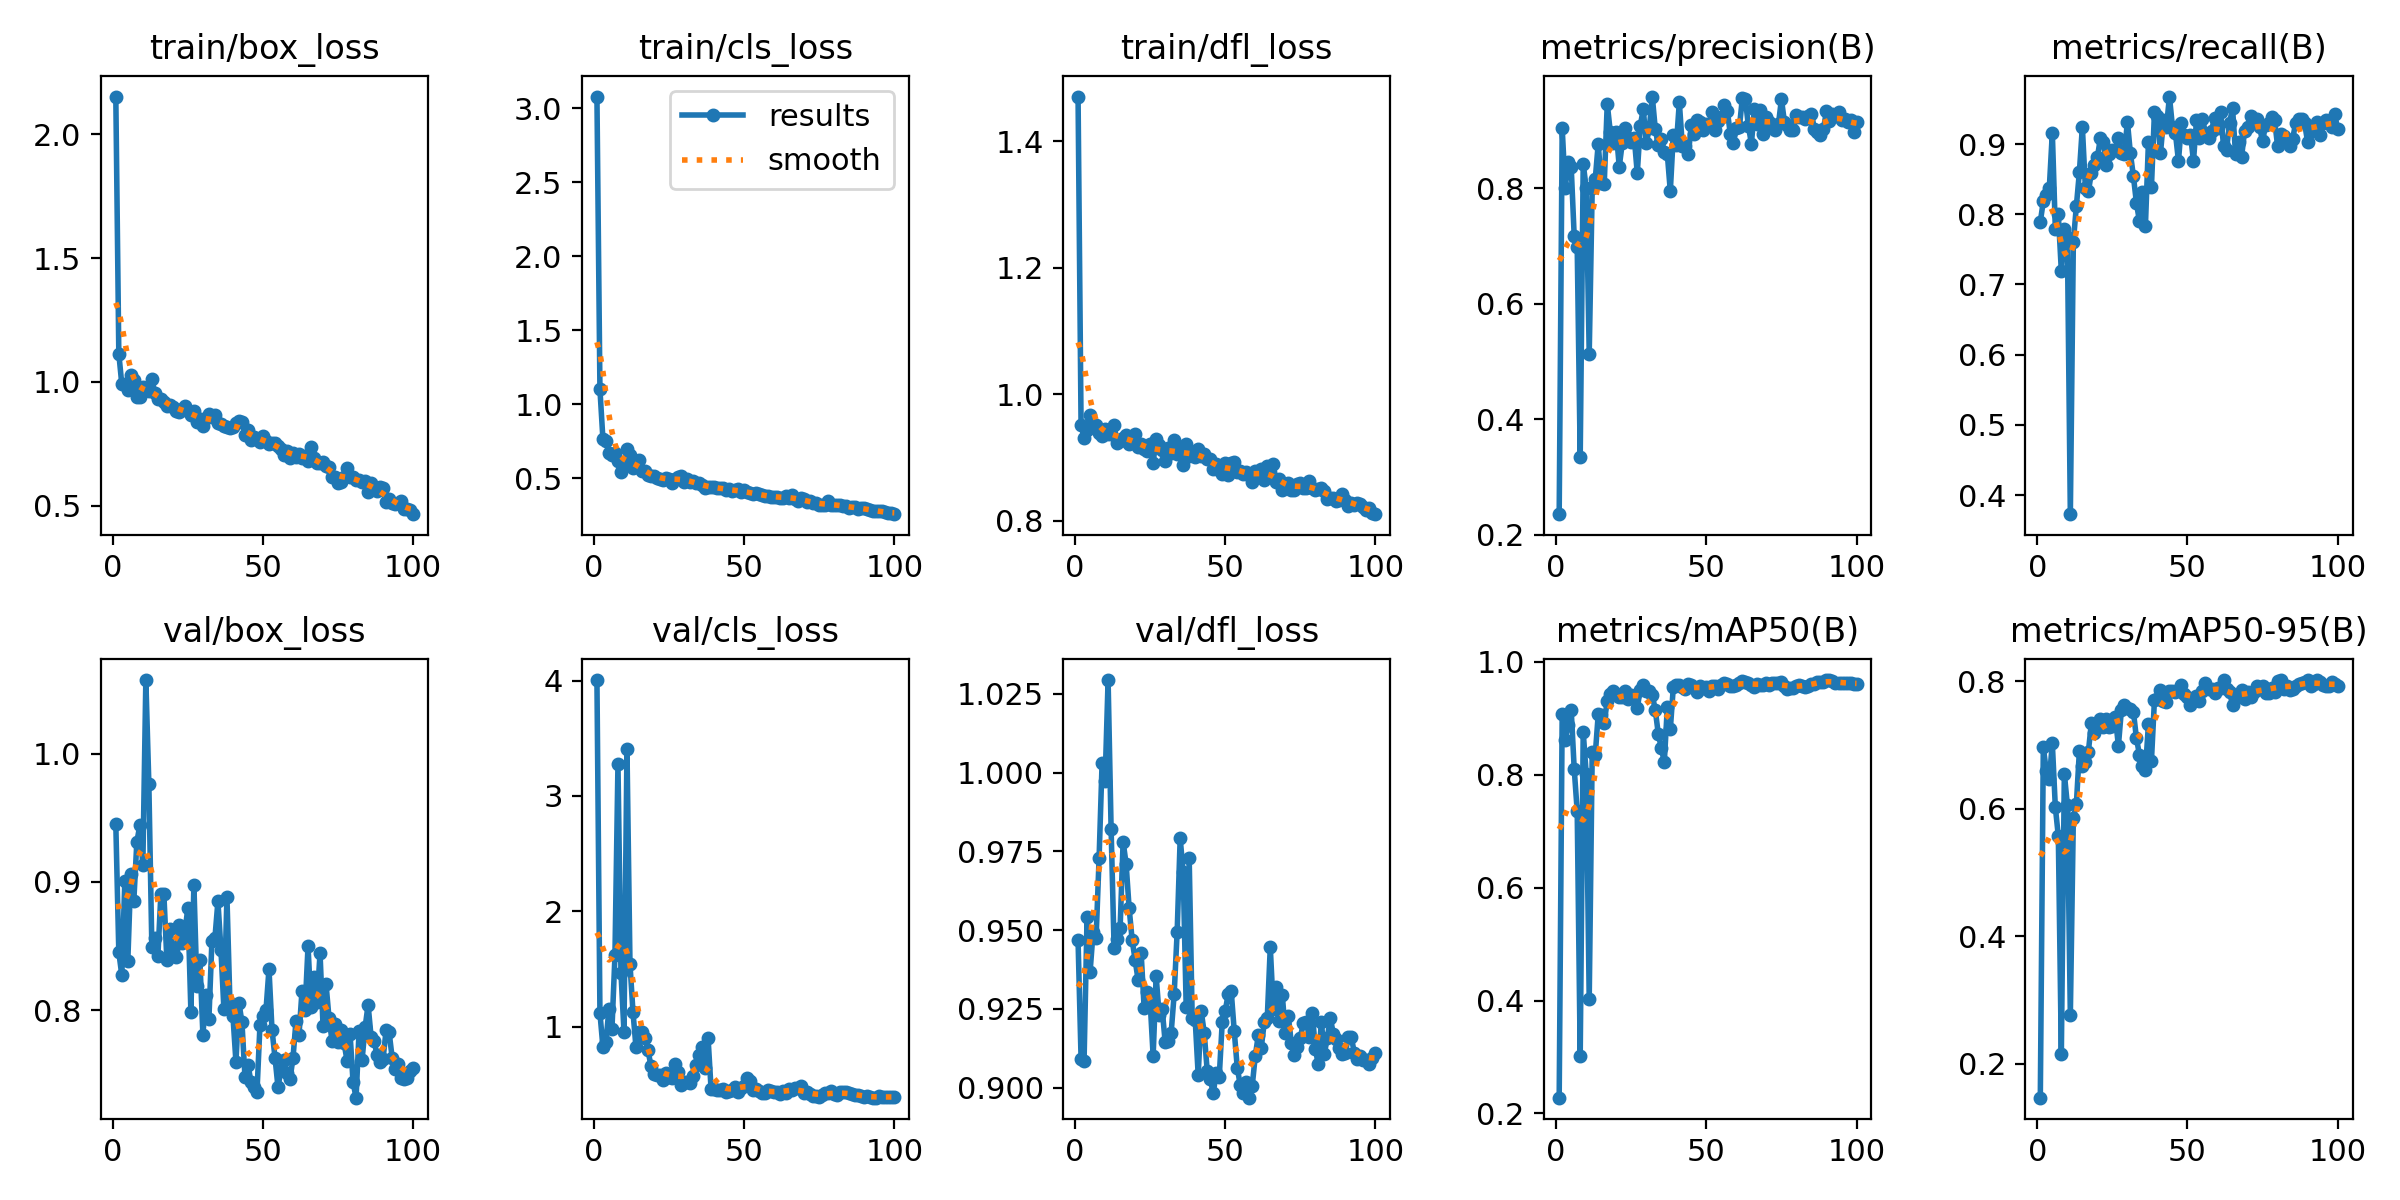 train/box_loss
2.0
1.5
1.0
0.5
0 50 100
train/cls_loss
results
smooth
3.0
2.5
2.0
1.5
1.0
0.5
0 50 100
train/dfl_loss
1.4
1.2
1.0
0.8
0 50 100
metrics/precision(B)
0.8
0.6
0.4
0.2
0 50 100
metrics/recall(B)
0.9
0.8
0.7
0.6
0.5
0.4
0 50 100
val/box_loss
1.0
0.9
0.8
0 50 100
val/cls_loss
4
3
2
1
0 50 100
val/dfl_loss
1.025
1.000
0.975
0.950
0.925
0.900
0 50 100
metrics/mAP50(B)
1.0
0.8
0.6
0.4
0.2
0 50 100
metrics/mAP50-95(B)
0.8
0.6
0.4
0.2
0 50 100